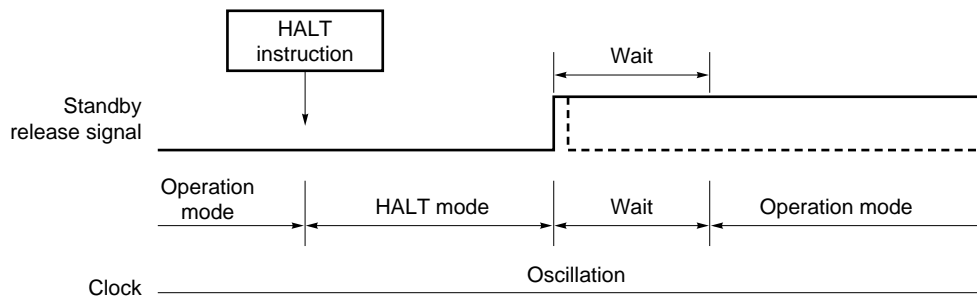 HALT
instruction
Wait
Standby
release signal
Operation
mode
HALT mode
Wait
Operation mode
Oscillation
Clock